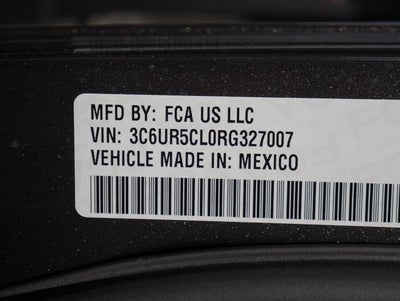 MFD BY: FCA US LLC
VIN: 3C6UR5CL0RG327007
VEHICLE MADE IN: MEXICO